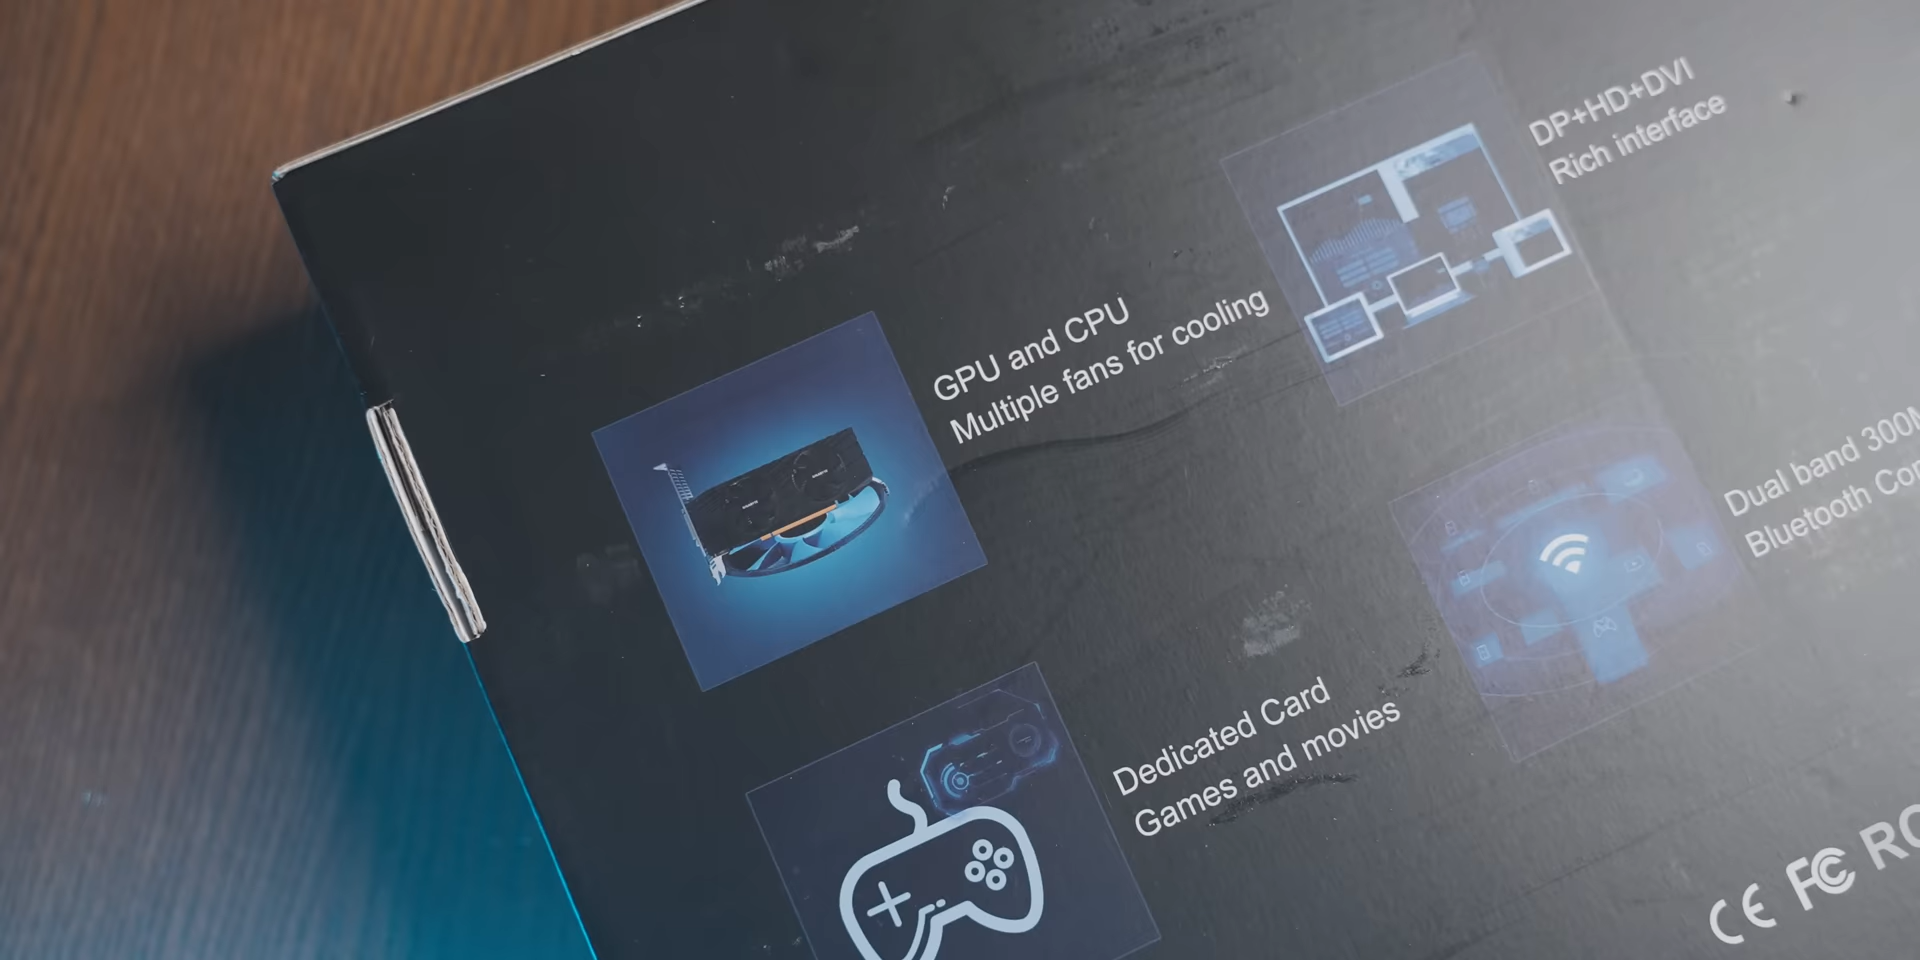 DP+HD+DVI
Rich interface
GPU and CPU
Multiple fans for cooling
Dual band
Bluetooth
Dedicated Card
Games and movies
CE FC